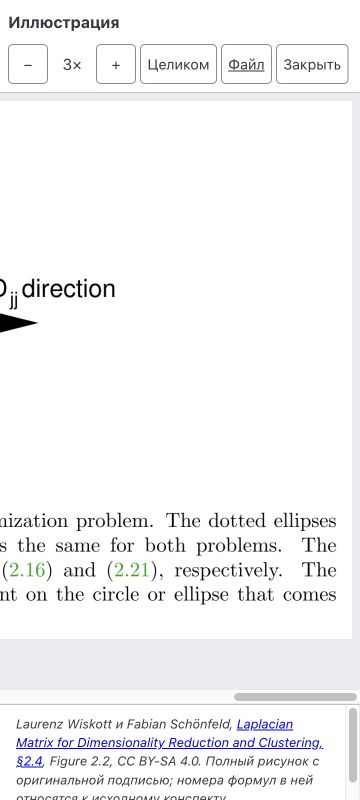 Иллюстрация
− 3× + Целиком Файл Закрыть
jj direction
nization problem. The dotted ellipses
s the same for both problems. The
(2.16) and (2.21), respectively. The
nt on the circle or ellipse that comes
Laurenz Wiskott и Fabian Schönfeld, Laplacian
Matrix for Dimensionality Reduction and Clustering,
§2.4, Figure 2.2, CC BY-SA 4.0. Полный рисунок с
оригинальной подписью; номера формул в ней
относятся к исходному конспекту.